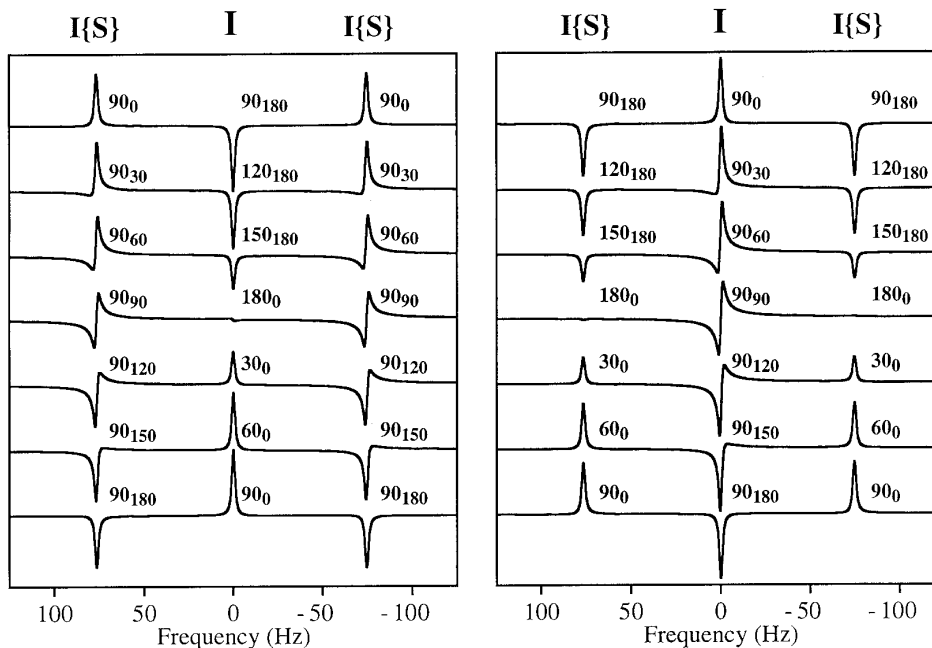 I{S} I I{S}
90₀ 90₁₈₀ 90₀
90₃₀ 120₁₈₀ 90₃₀
90₆₀ 150₁₈₀ 90₆₀
90₉₀ 180₀ 90₉₀
90₁₂₀ 30₀ 90₁₂₀
90₁₅₀ 60₀ 90₁₅₀
90₁₈₀ 90₀ 90₁₈₀
100 50 0 -50 -100
Frequency (Hz)
I{S} I I{S}
90₁₈₀ 90₀ 90₁₈₀
120₁₈₀ 90₃₀ 120₁₈₀
150₁₈₀ 90₆₀ 150₁₈₀
180₀ 90₉₀ 180₀
30₀ 90₁₂₀ 30₀
60₀ 90₁₅₀ 60₀
90₀ 90₁₈₀ 90₀
100 50 0 -50 -100
Frequency (Hz)